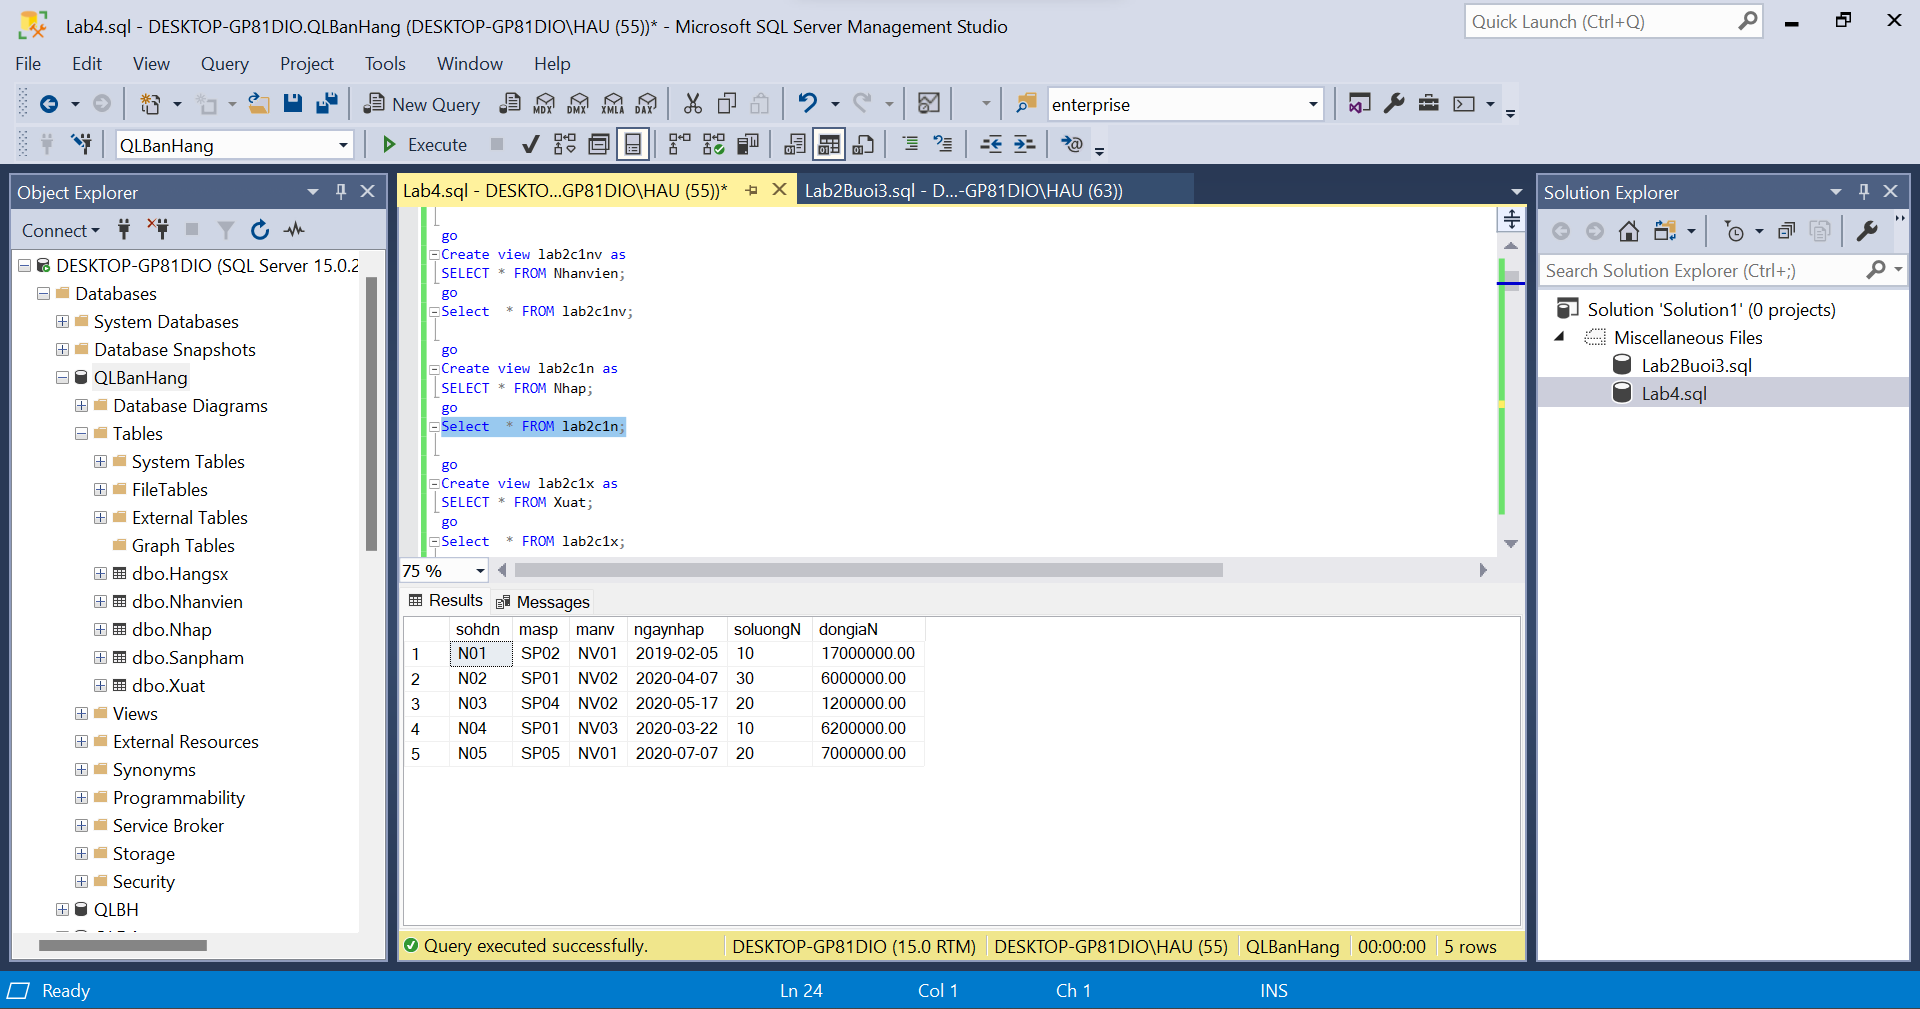 Lab4.sql - DESKTOP-GP81DIO.QLBanHang (DESKTOP-GP81DIO\HAU (55))* - Microsoft SQL Server Management Studio
Quick Launch (Ctrl+Q)
File Edit View Query Project Tools Window Help
New Query MDX DMX XMLA DAX enterprise
QLBanHang Execute
Object Explorer
Connect
DESKTOP-GP81DIO (SQL Server 15.0.2
Databases
System Databases
Database Snapshots
QLBanHang
Database Diagrams
Tables
System Tables
FileTables
External Tables
Graph Tables
dbo.Hangsx
dbo.Nhanvien
dbo.Nhap
dbo.Sanpham
dbo.Xuat
Views
External Resources
Synonyms
Programmability
Service Broker
Storage
Security
QLBH
Lab4.sql - DESKTO...GP81DIO\HAU (55))* Lab2Buoi3.sql - D...-GP81DIO\HAU (63))
go
Create view lab2c1nv as
SELECT * FROM Nhanvien;
go
Select * FROM lab2c1nv;
go
Create view lab2c1n as
SELECT * FROM Nhap;
go
Select * FROM lab2c1n;
go
Create view lab2c1x as
SELECT * FROM Xuat;
go
Select * FROM lab2c1x;
75 %
Results Messages
sohdn masp manv ngaynhap soluongN dongiaN
1 N01 SP02 NV01 2019-02-05 10 17000000.00
2 N02 SP01 NV02 2020-04-07 30 6000000.00
3 N03 SP04 NV02 2020-05-17 20 1200000.00
4 N04 SP01 NV03 2020-03-22 10 6200000.00
5 N05 SP05 NV01 2020-07-07 20 7000000.00
Query executed successfully. DESKTOP-GP81DIO (15.0 RTM) DESKTOP-GP81DIO\HAU (55) QLBanHang 00:00:00 5 rows
Solution Explorer
Search Solution Explorer (Ctrl+;)
Solution 'Solution1' (0 projects)
Miscellaneous Files
Lab2Buoi3.sql
Lab4.sql
Ready Ln 24 Col 1 Ch 1 INS